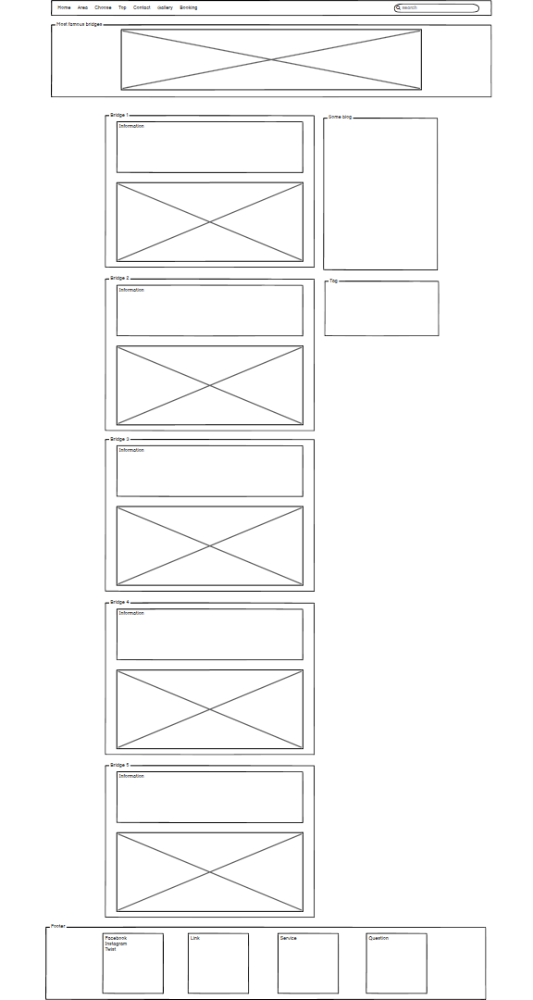 Home Area Choose Top Contact Gallery Booking search
Most famous bridges
Bridge 1
Information
Some blog
Bridge 2
Information
Tag
Bridge 3
Information
Bridge 4
Information
Bridge 5
Information
Footer
Facebook
Instagram
Twist
Link
Service
Question